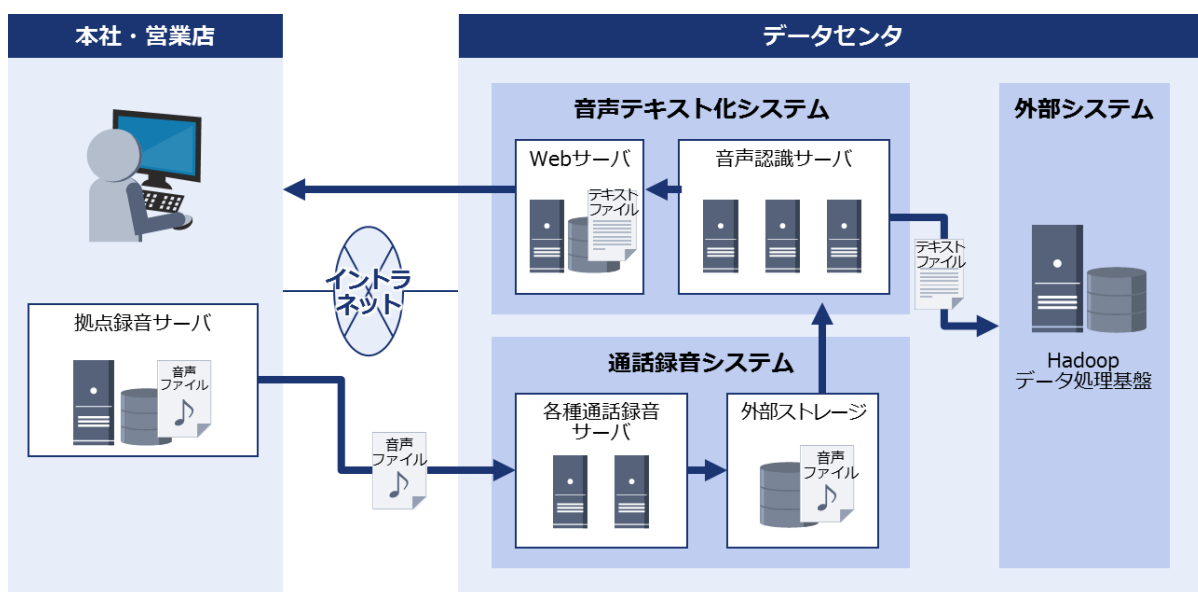 本社・営業店
データセンタ
音声テキスト化システム
外部システム
Webサーバ
音声認識サーバ
テキスト
ファイル
テキスト
ファイル
イントラ
ネット
拠点録音サーバ
音声
ファイル
Hadoop
データ処理基盤
通話録音システム
各種通話録音
サーバ
外部ストレージ
音声
ファイル
音声
ファイル